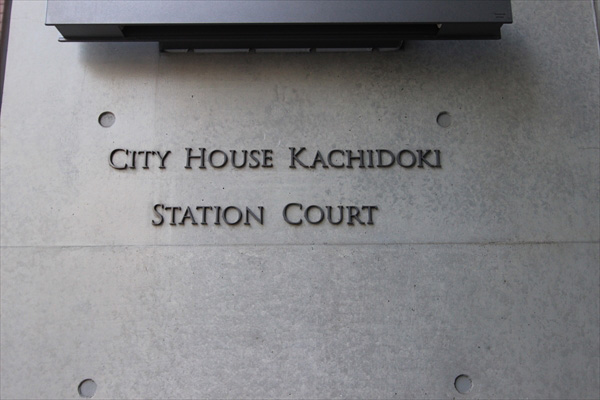 City House Kachidoki
Station Court